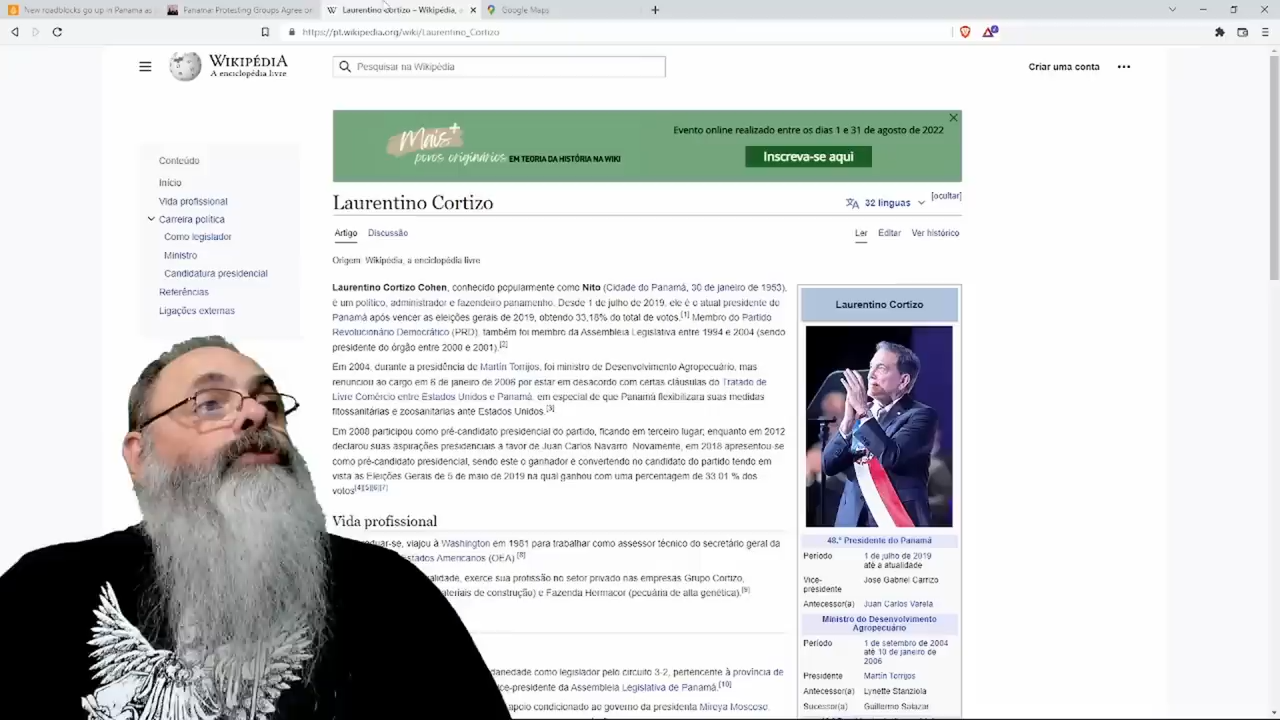 New roadblocks go up in Panama as
Panama! Protesting Groups Agree on
Laurentino Cortizo – Wikipédia,
Google Maps
https://pt.wikipedia.org/wiki/Laurentino_Cortizo
WIKIPÉDIA
A enciclopédia livre
Pesquisar na Wikipédia
Criar uma conta
Mais+
povos originários EM TEORIA DA HISTÓRIA NA WIKI
Evento online realizado entre os dias 1 e 31 de agosto de 2022
Inscreva-se aqui
[ocultar]
Conteúdo
Início
Vida profissional
Carreira política
Como legislador
Ministro
Candidatura presidencial
Referências
Ligações externas
Laurentino Cortizo
32 línguas
Artigo Discussão
Ler Editar Ver histórico
Origem: Wikipédia, a enciclopédia livre
Laurentino Cortizo Cohen, conhecido popularmente como Nito (Cidade do Panamá, 30 de janeiro de 1953),
é um político, administrador e fazendeiro panamenho. Desde 1 de julho de 2019, ele é o atual presidente do
Panamá após vencer as eleições gerais de 2019, obtendo 33,18% do total de votos.[1] Membro do Partido
Revolucionário Democrático (PRD), também foi membro da Assembleia Legislativa entre 1994 e 2004 (sendo
presidente do órgão entre 2000 e 2001).[2]
Em 2004, durante a presidência de Martín Torrijos, foi ministro de Desenvolvimento Agropecuário, mas
renunciou ao cargo em 6 de janeiro de 2006 por estar em desacordo com certas cláusulas do Tratado de
Livre Comércio entre Estados Unidos e Panamá, em especial de que Panamá flexibilizara suas medidas
fitossanitárias e zoosanitárias ante Estados Unidos.[3]
Em 2008 participou como pré-candidato presidencial do partido, ficando em terceiro lugar; enquanto em 2012
declarou suas aspirações presidenciais a favor de Juan Carlos Navarro. Novamente, em 2018 apresentou-se
como pré-candidato presidencial, sendo este o ganhador e convertendo no candidato do partido tendo em
vista as Eleições Gerais de 5 de maio de 2019 na qual ganhou com uma percentagem de 33.01 % dos
votos[4][5][6][7]
Vida profissional
duar-se, viajou à Washington em 1981 para trabalhar como assessor técnico do secretário geral da
stados Americanos (OEA).[8]
alidade, exerce sua profissão no setor privado nas empresas Grupo Cortizo,
ateriais de construção) e Fazenda Hermacor (pecuária de alta genética).[9]
daneidade como legislador pelo circuito 3-2, pertencente à província de
ce-presidente da Assembleia Legislativa de Panamá.[10]
apoio condicionado ao governo da presidenta Mireya Moscoso,
Laurentino Cortizo
48.º Presidente do Panamá
Período 1 de julho de 2019
até a atualidade
Vice-
presidente José Gabriel Carrizo
Antecessor(a) Juan Carlos Varela
Ministro do Desenvolvimento
Agropecuário
Período 1 de setembro de 2004
até 10 de janeiro de
2006
Presidente Martín Torrijos
Antecessor(a) Lynette Stanziola
Sucessor(a) Guillermo Salazar